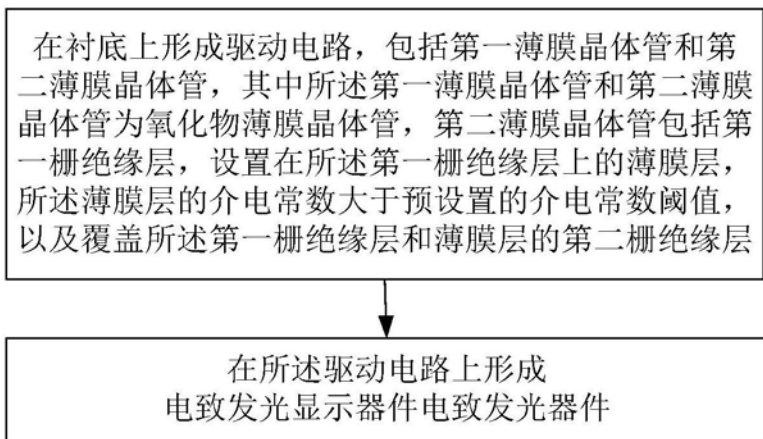 在衬底上形成驱动电路，包括第一薄膜晶体管和第
二薄膜晶体管，其中所述第一薄膜晶体管和第二薄膜
晶体管为氧化物薄膜晶体管，第二薄膜晶体管包括第
一栅绝缘层，设置在所述第一栅绝缘层上的薄膜层，
所述薄膜层的介电常数大于预设置的介电常数阈值，
以及覆盖所述第一栅绝缘层和薄膜层的第二栅绝缘层
在所述驱动电路上形成
电致发光显示器件电致发光器件